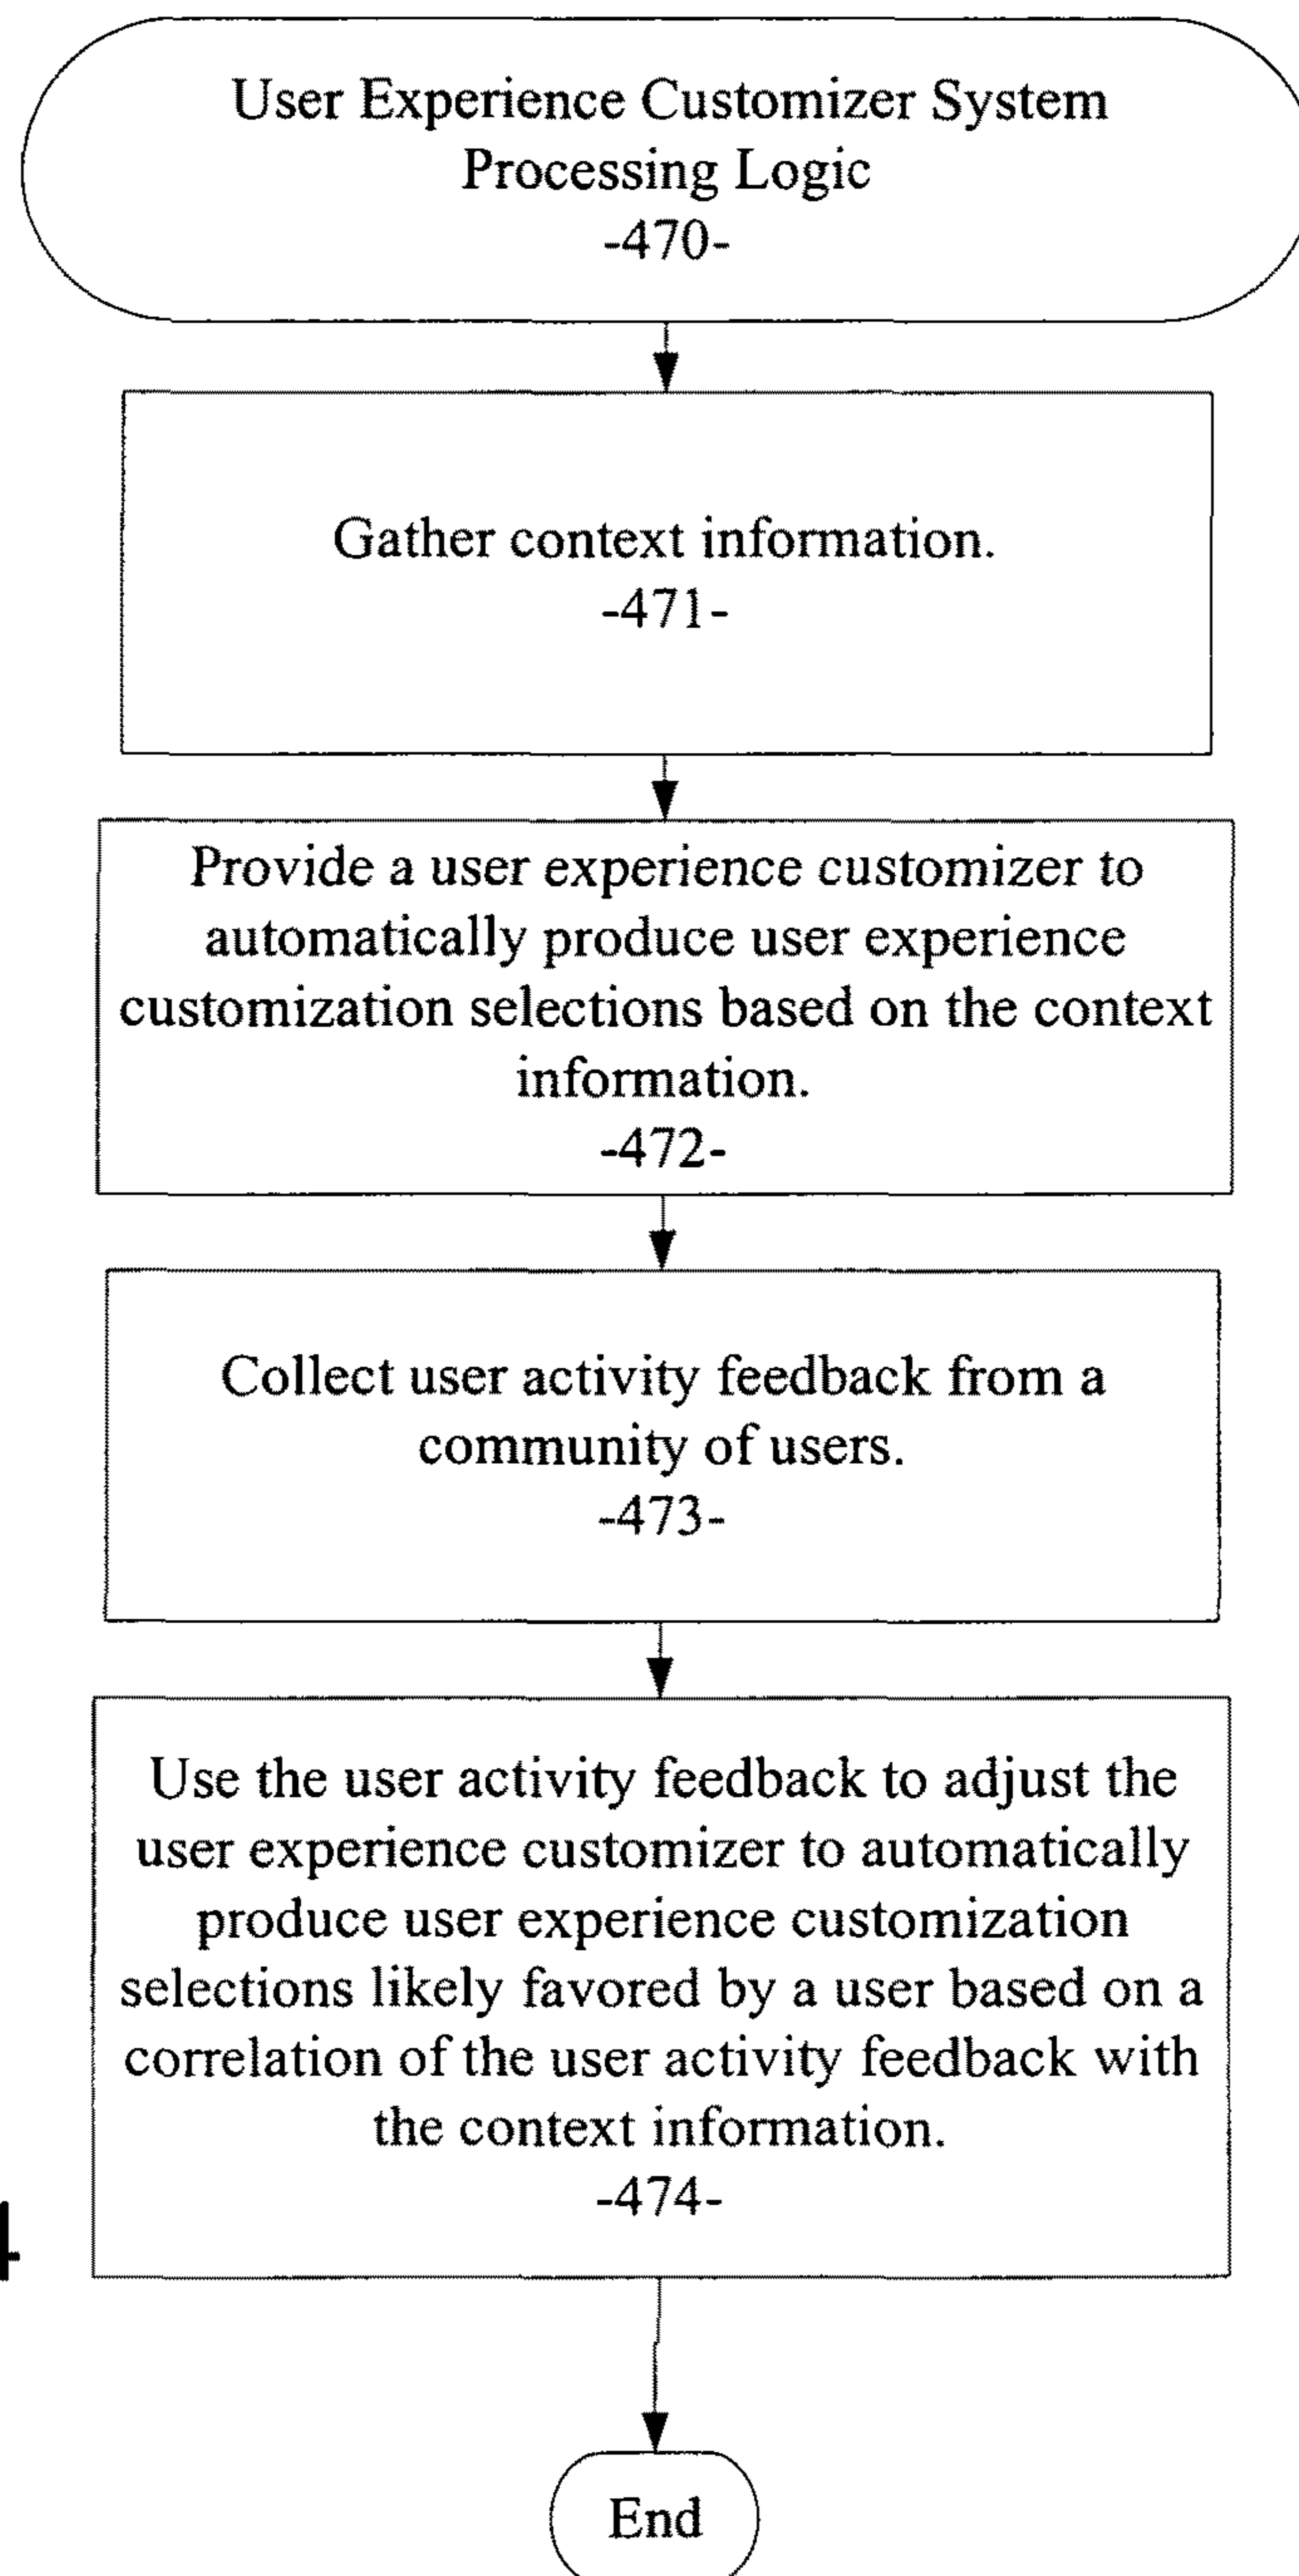 User Experience Customizer System
Processing Logic
-470-
Gather context information.
-471-
Provide a user experience customizer to
automatically produce user experience
customization selections based on the context
information.
-472-
Collect user activity feedback from a
community of users.
-473-
Use the user activity feedback to adjust the
user experience customizer to automatically
produce user experience customization
selections likely favored by a user based on a
correlation of the user activity feedback with
the context information.
-474-
End